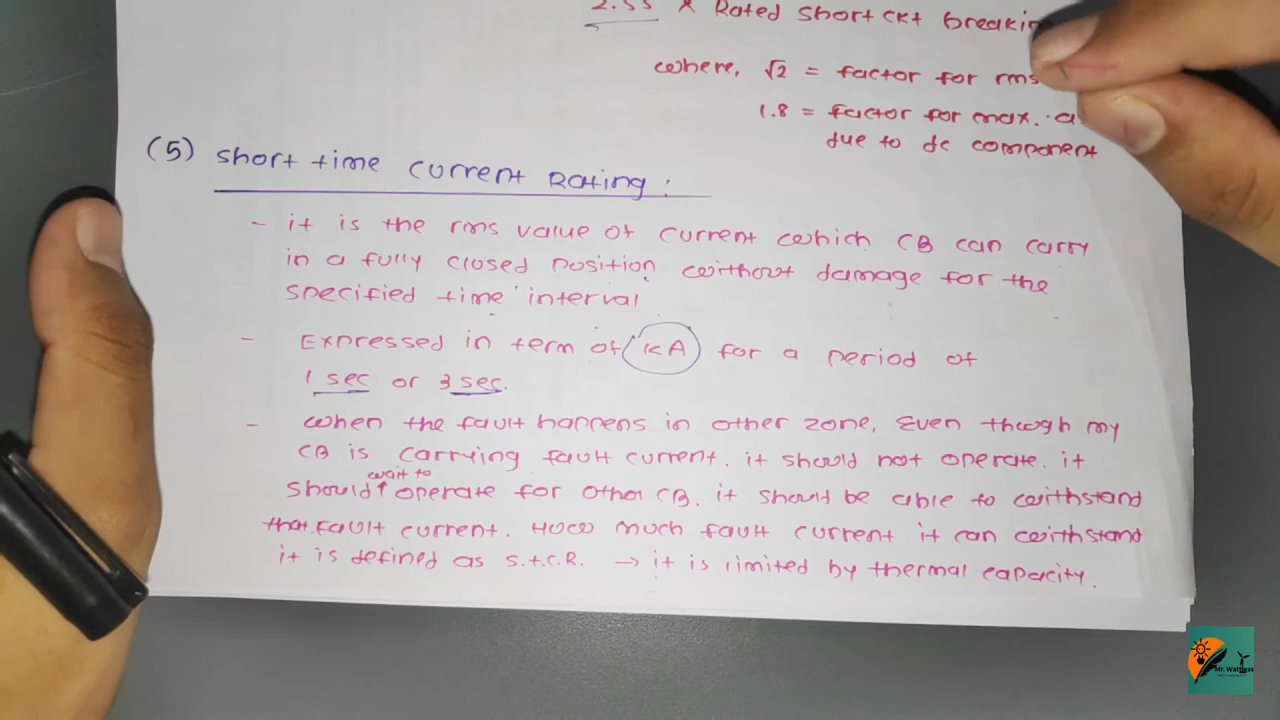 2.55 x Rated short ckt breaking
where, √2 = factor for rms
1.8 = factor for max. a
due to dc component
(5) short time current Rating :
- it is the rms value of current which CB can carry
in a fully closed position without damage for the
specified time interval
- Expressed in term of KA for a period of
1 sec or 3 sec.
- when the fault happens in other zone, Even though my
CB is carrying fault current. it should not operate. it
wait to
should ↑ operate for other CB. it should be able to withstand
that fault current. How much fault current it can withstand
it is defined as s.t.C.R. → it is limited by thermal capacity.
Mr. Wattless